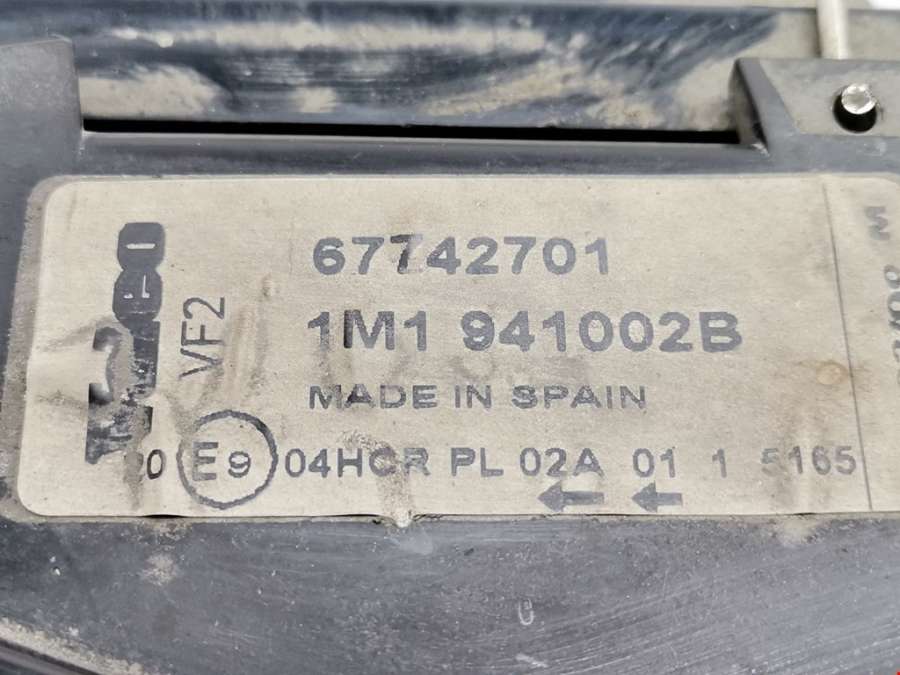 67742701
1M1 941002B
MADE IN SPAIN
VF2
E9 04HCR PL 02A 01 1 5165